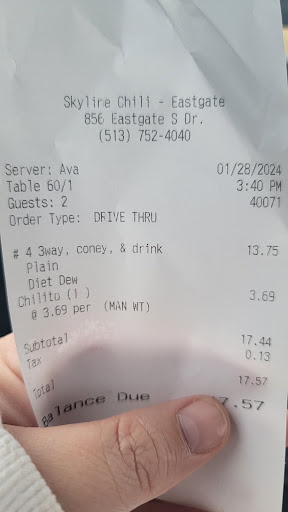 Skyline Chili - Eastgate
856 Eastgate S Dr.
(513) 752-4040
Server: Ava 01/28/2024
Table 60/1 3:40 PM
Guests: 2 40071
Order Type: DRIVE THRU
# 4 3way, coney, & drink 13.75
Plain
Diet Dew
Chilito (1 ) 3.69
@ 3.69 per (MAN WT)
Subtotal 17.44
Tax 0.13
Total 17.57
Balance Due 7.57